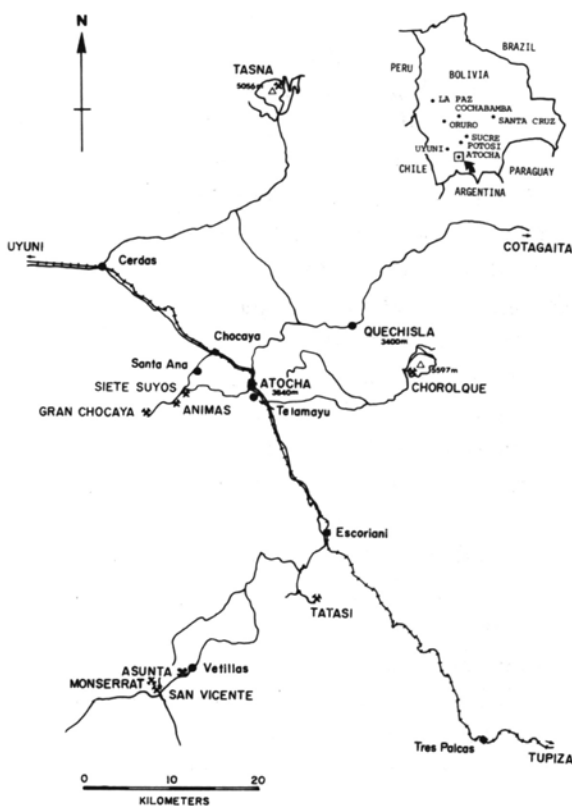 N
TASNA
5056m
PERU
BRAZIL
BOLIVIA
LA PAZ
COCHABAMBA
ORURO
SANTA CRUZ
SUCRE
POTOSI
UYUNI
ATOCHA
CHILE
PARAGUAY
ARGENTINA
UYUNI
COTAGAITA
Cerdas
Chocaya
QUECHISLA
3400m
Santa Ana
ATOCHA
3640m
5597m
CHOROLQUE
SIETE SUYOS
GRAN CHOCAYA
ANIMAS
Telamayu
Escoriani
TATASI
ASUNTA
Vetillas
MONSERRAT
SAN VICENTE
Tres Palcas
TUPIZA
0 10 20
KILOMETERS